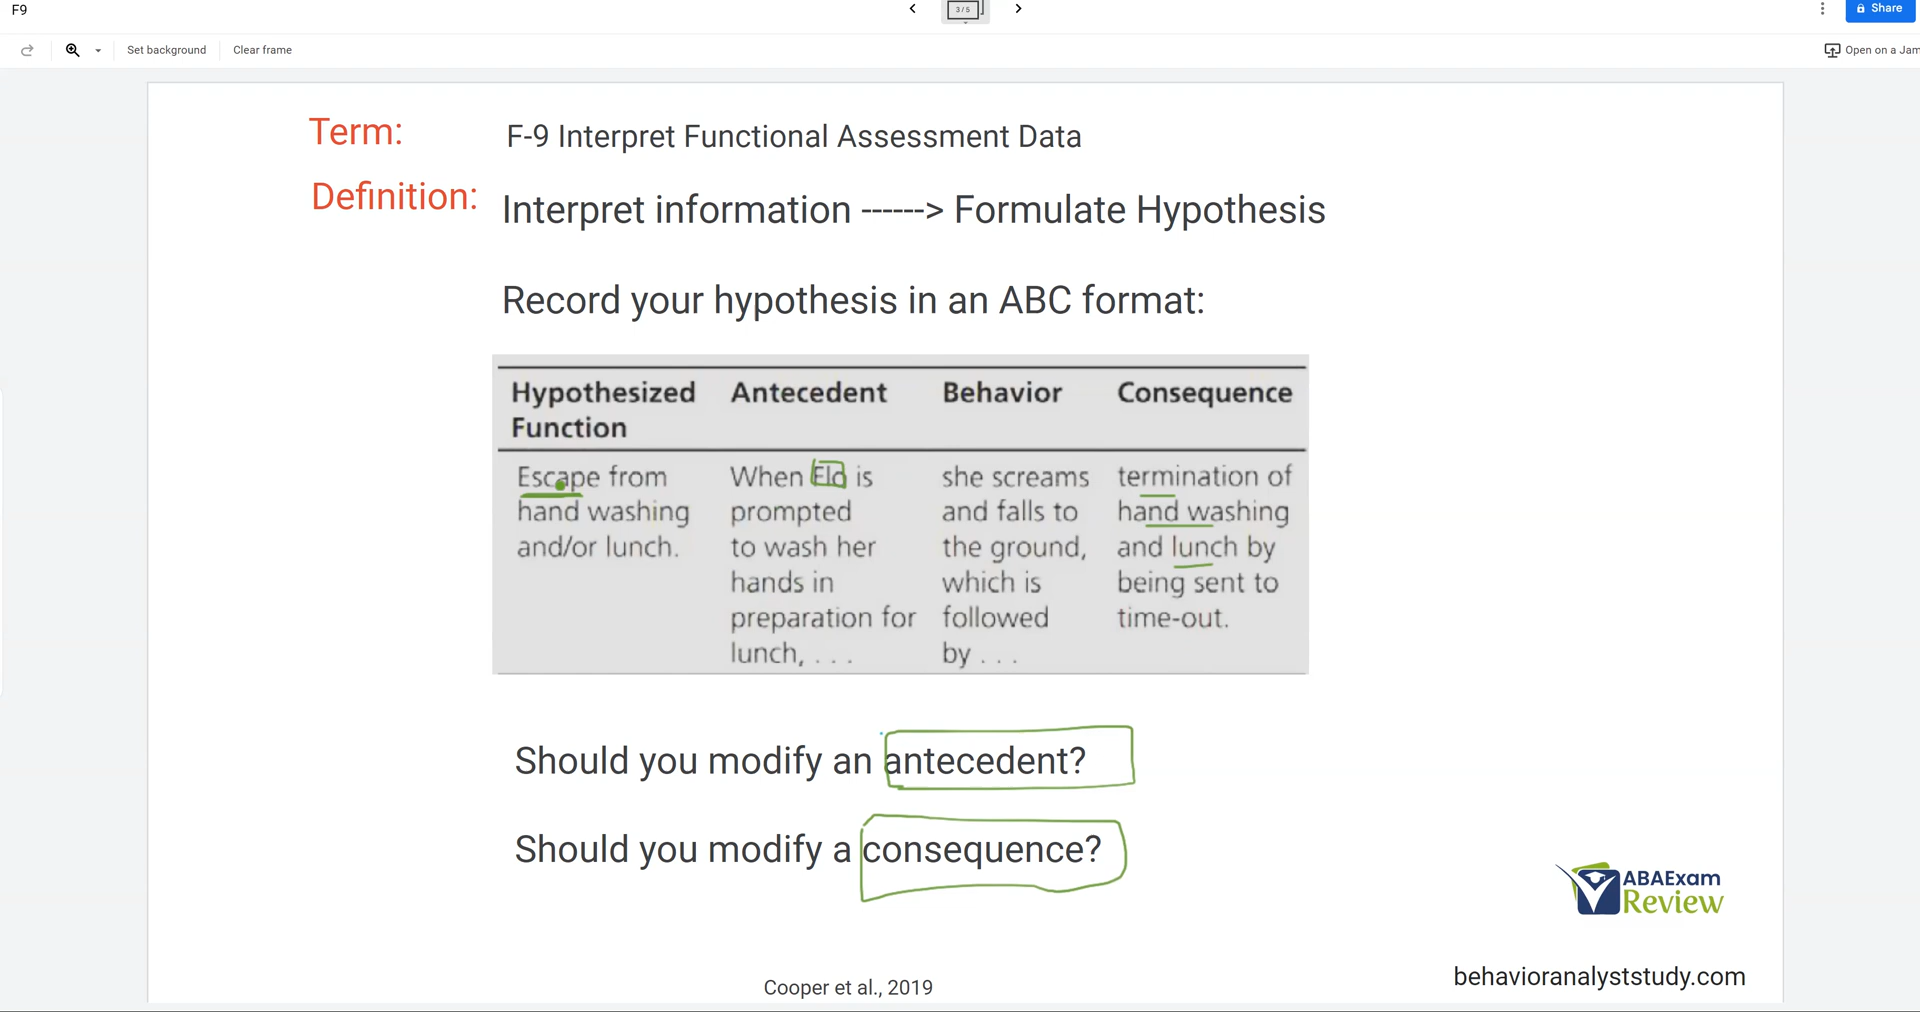 F9
3 / 5
Share
Set background
Clear frame
Open on a Jam
Term:
F-9 Interpret Functional Assessment Data
Definition:
Interpret information ------> Formulate Hypothesis
Record your hypothesis in an ABC format:
Hypothesized Antecedent Behavior Consequence
Function
Escape from
hand washing
and/or lunch.
When Elo is
prompted
to wash her
hands in
preparation for
lunch, . . .
she screams
and falls to
the ground,
which is
followed
by . . .
termination of
hand washing
and lunch by
being sent to
time-out.
Should you modify an antecedent?
Should you modify a consequence?
ABAExam
Review
behavioranalyststudy.com
Cooper et al., 2019